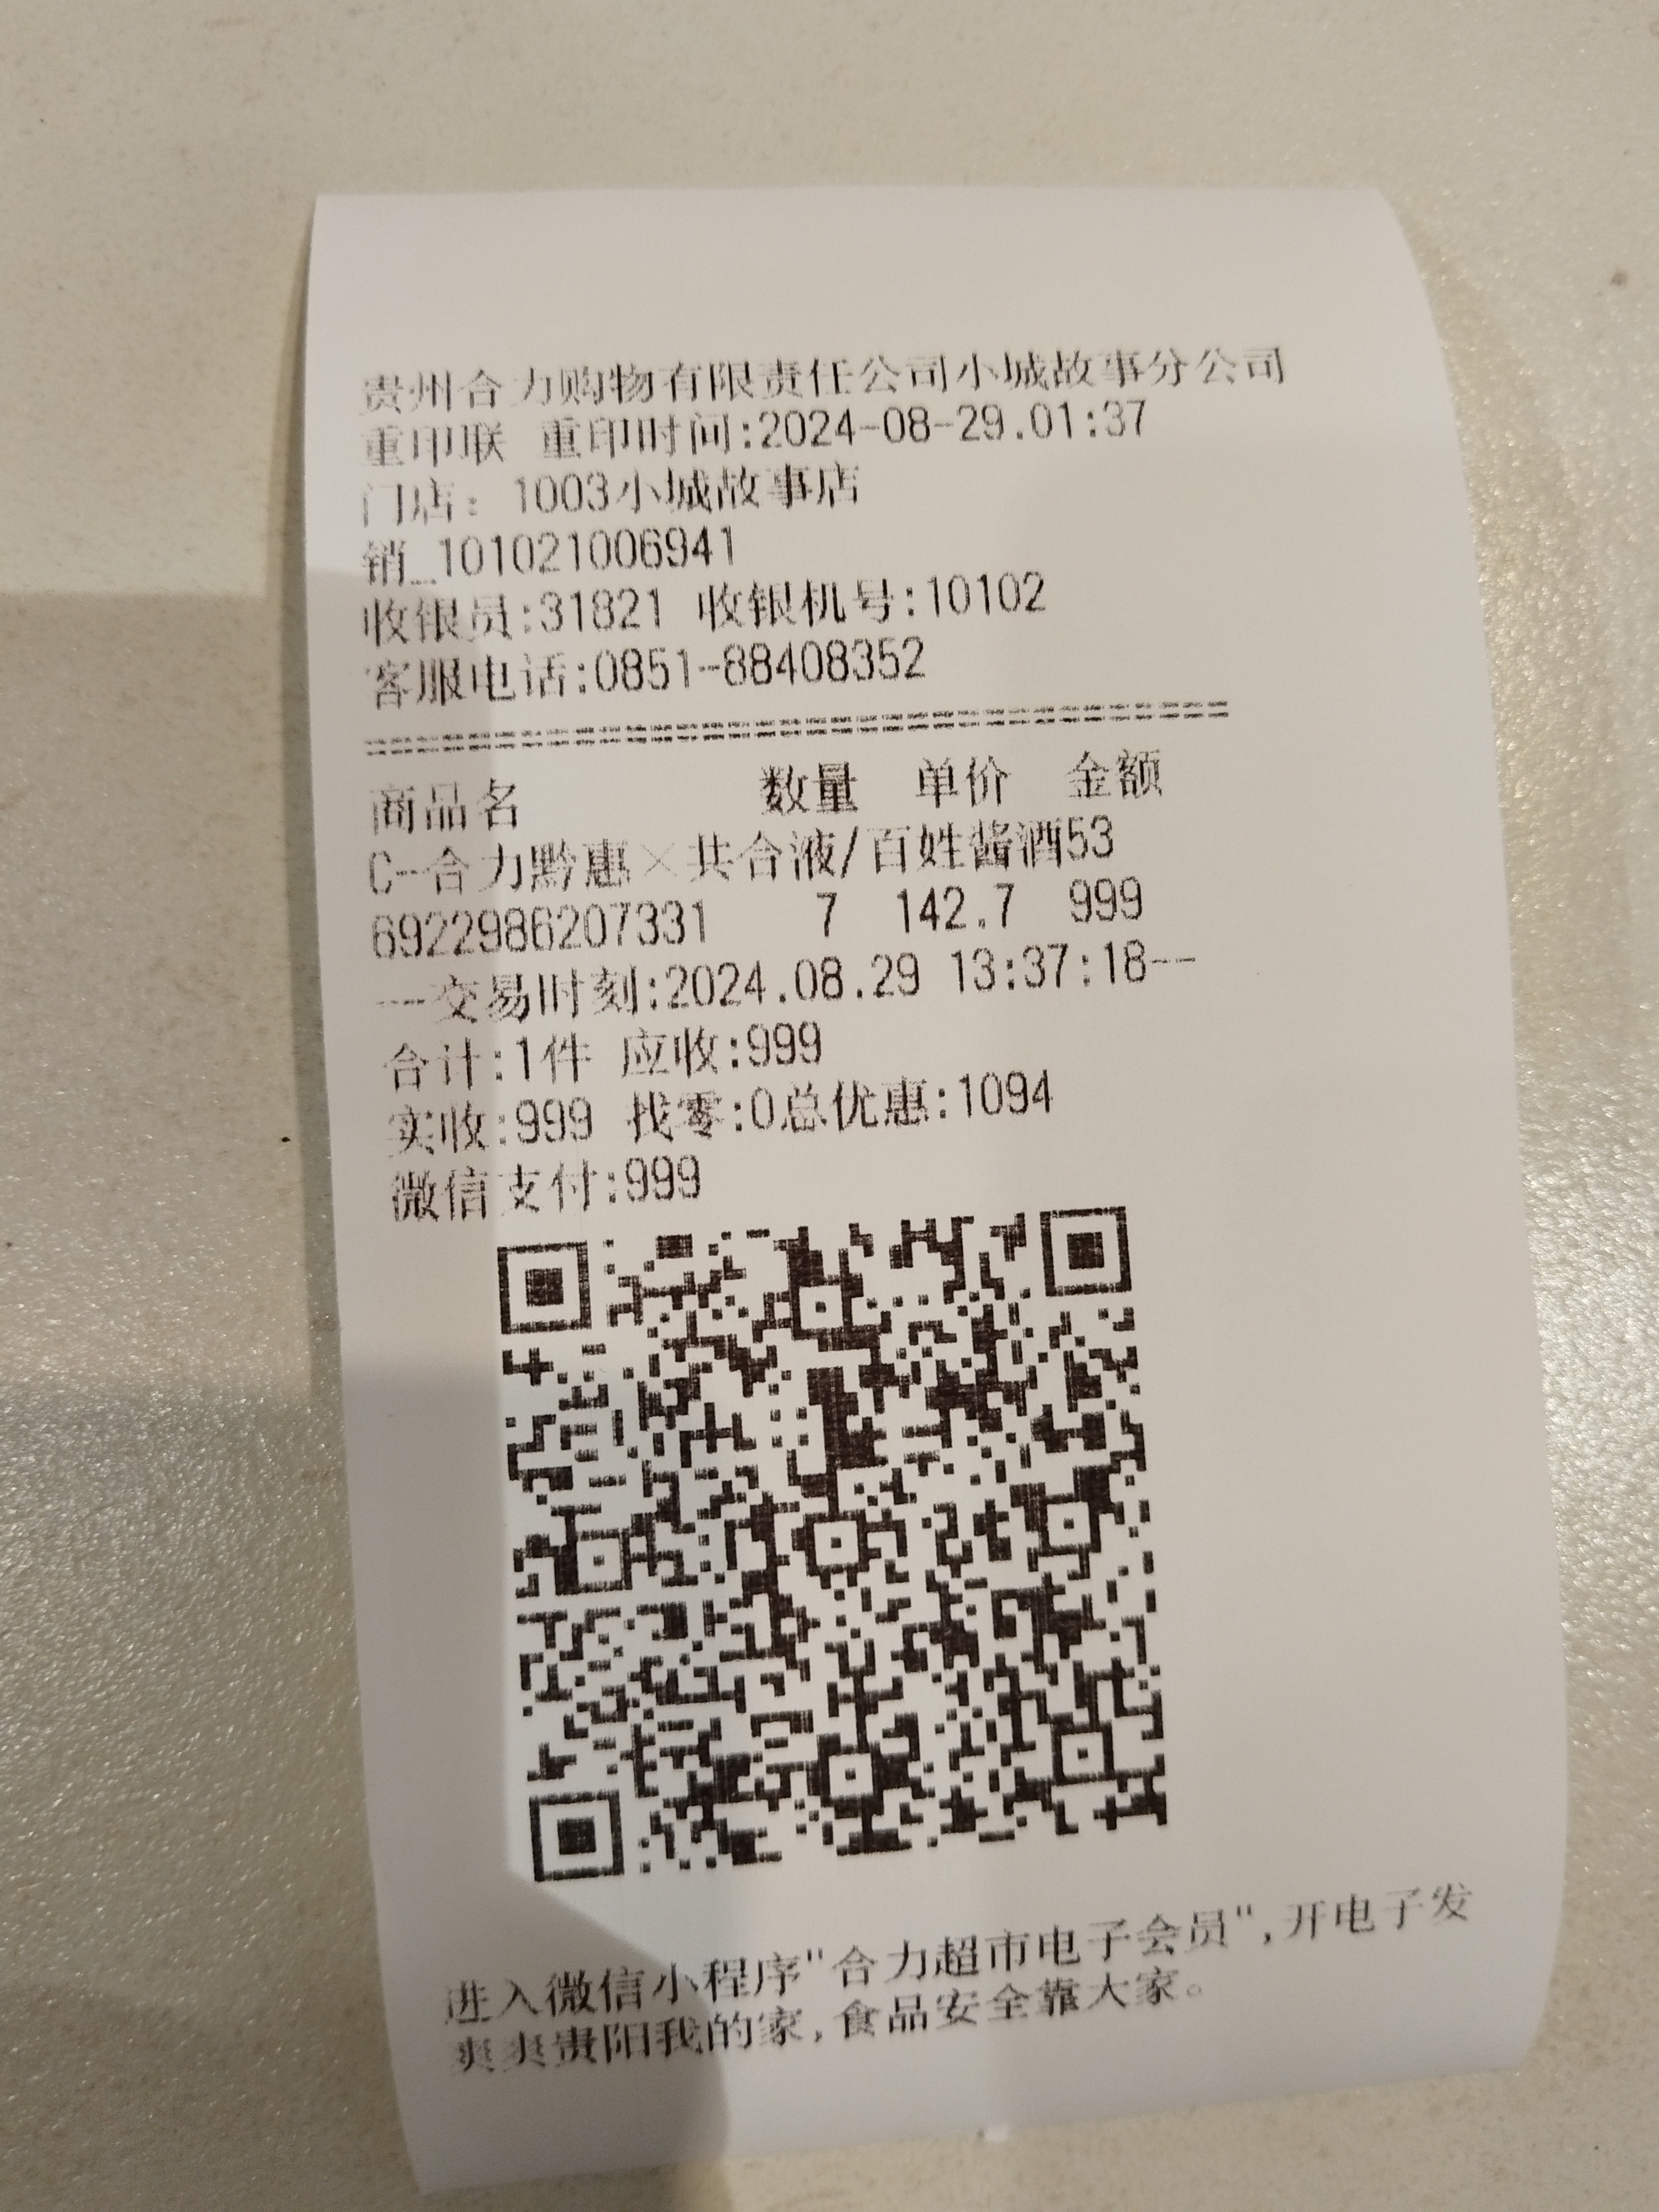 贵州合力购物有限责任公司小城故事分公司
重印联 重印时间:2024-08-29.01:37
门店：1003小城故事店
销_101021006941
收银员:31821 收银机号:10102
客服电话:0851-88408352
================================
商品名 数量 单价 金额
C-合力黔惠×共合液/百姓酱酒53
6922986207331 7 142.7 999
---交易时刻:2024.08.29 13:37:18--
合计:1件 应收:999
实收:999 找零:0总优惠:1094
微信支付:999
进入微信小程序"合力超市电子会员",开电子发
爽爽贵阳我的家,食品安全靠大家。